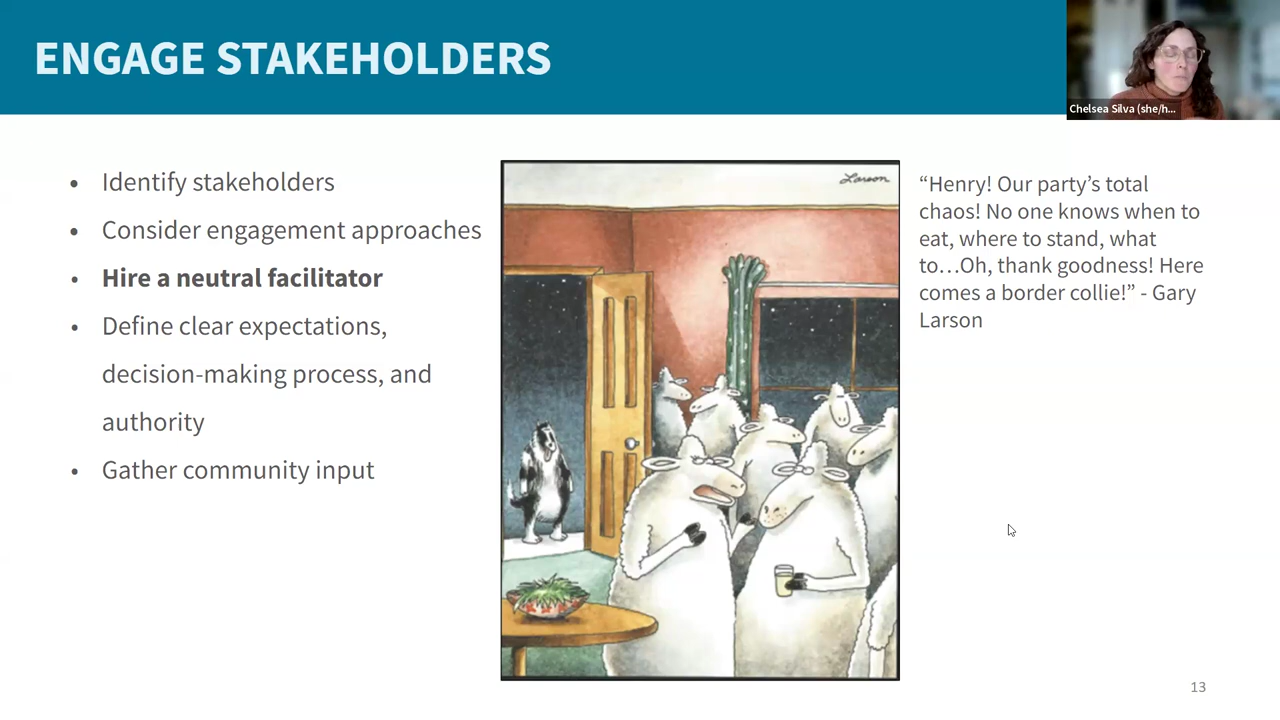 ENGAGE STAKEHOLDERS
Chelsea Silva (she/h...
• Identify stakeholders
• Consider engagement approaches
• Hire a neutral facilitator
• Define clear expectations,
decision-making process, and
authority
• Gather community input
Larson
“Henry! Our party’s total
chaos! No one knows when to
eat, where to stand, what
to…Oh, thank goodness! Here
comes a border collie!” - Gary
Larson
13